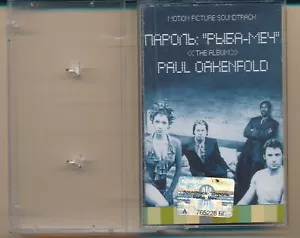 MOTION PICTURE SOUNDTRACK
ПАРОЛЬ: "РЫБА-МЕЧ"
<<THE ALBUM>>
PAUL OAKENFOLD